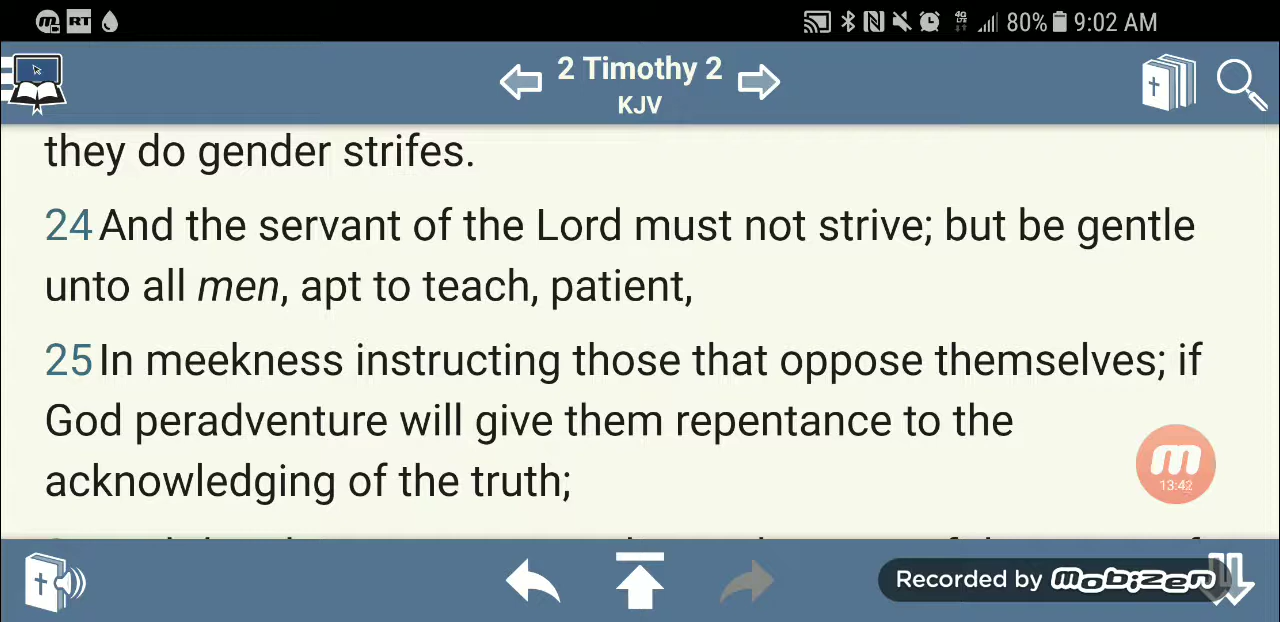 RT 4G LTE 80% 9:02 AM
2 Timothy 2
KJV
they do gender strifes.
24 And the servant of the Lord must not strive; but be gentle
unto all men, apt to teach, patient,
25 In meekness instructing those that oppose themselves; if
God peradventure will give them repentance to the
acknowledging of the truth;
13:42
Recorded by mobizen